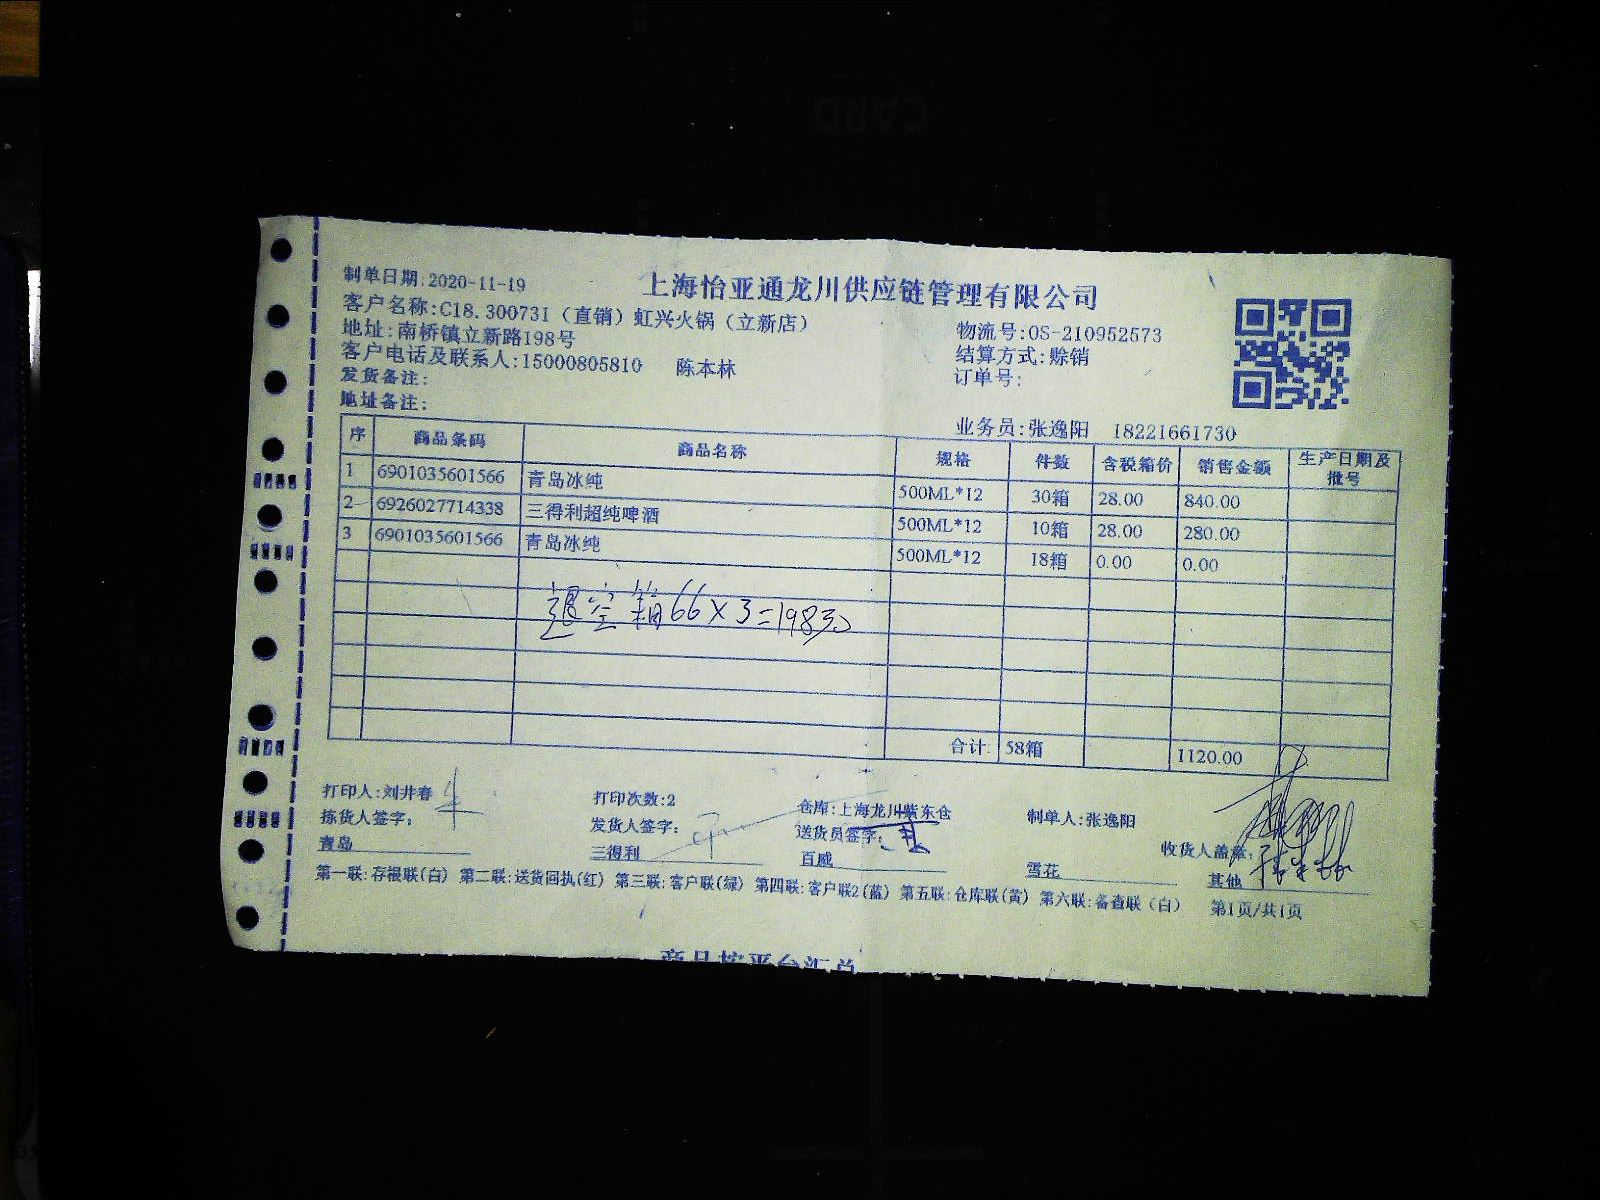 CARD
上海怡亚通龙川供应链管理有限公司
制单日期:2020-11-19
客户名称:C18.300731（直销）虹兴火锅（立新店）
物流号:OS-210952573
地址:南桥镇立新路198号
结算方式:赊销
客户电话及联系人:15000805810 陈本林
订单号:
发货备注:
地址备注:
业务员:张逸阳 18221661730
序 商品条码 商品名称 规格 件数 含税箱价 销售金额 生产日期及批号
1 6901035601566 青岛冰纯 500ML*12 30箱 28.00 840.00
2 6926027714338 三得利超纯啤酒 500ML*12 10箱 28.00 280.00
3 6901035601566 青岛冰纯 500ML*12 18箱 0.00 0.00
退空箱66×3=198元
合计: 58箱 1120.00
打印人:刘井春 打印次数:2 仓库:上海龙川紫东仓 制单人:张逸阳
拣货人签字: 发货人签字: 送货员签字: 收货人盖章:
青岛 三得利 百威 雪花 其他
第一联:存根联(白) 第二联:送货回执(红) 第三联:客户联(绿) 第四联:客户联2(蓝) 第五联:仓库联(黄) 第六联:备查联（白） 第1页/共1页
商品按平台汇总